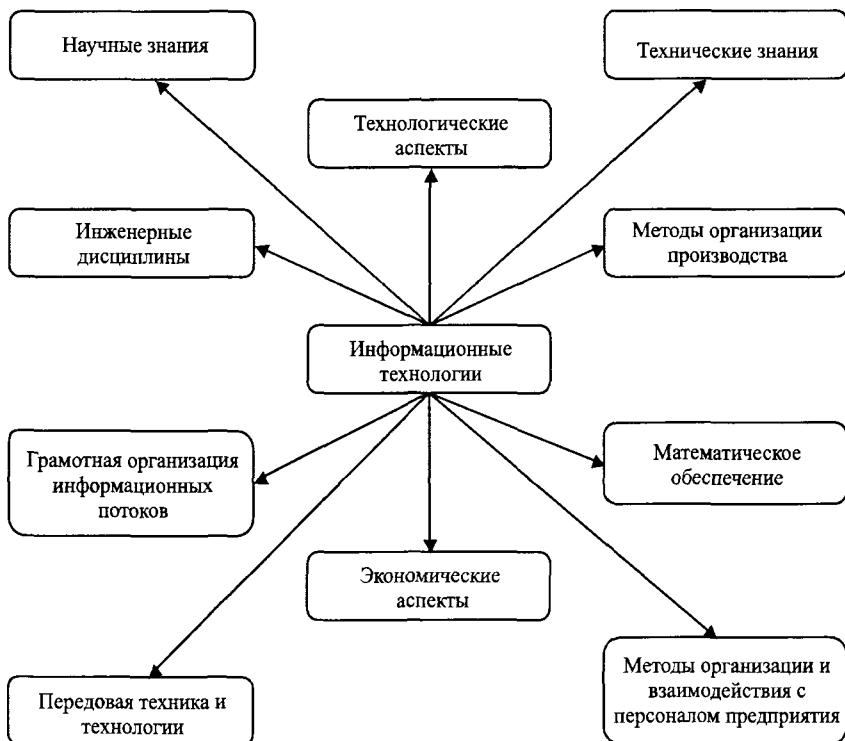 Научные знания
Технические знания
Технологические
аспекты
Инженерные
дисциплины
Методы организации
производства
Информационные
технологии
Грамотная организация
информационных
потоков
Математическое
обеспечение
Экономические
аспекты
Передовая техника и
технологии
Методы организации и
взаимодействия с
персоналом предприятия